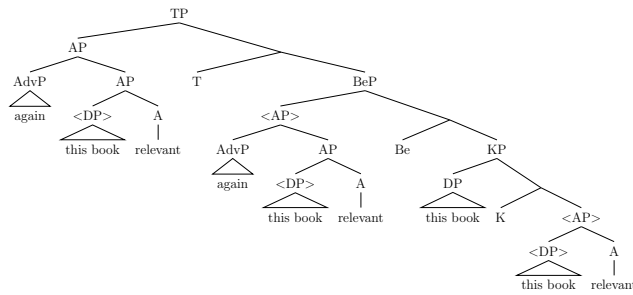 TP
AP
AdvP AP T BeP
again <DP> A <AP>
this book relevant AdvP AP Be KP
again <DP> A DP
this book relevant this book K <AP>
<DP> A
this book relevant